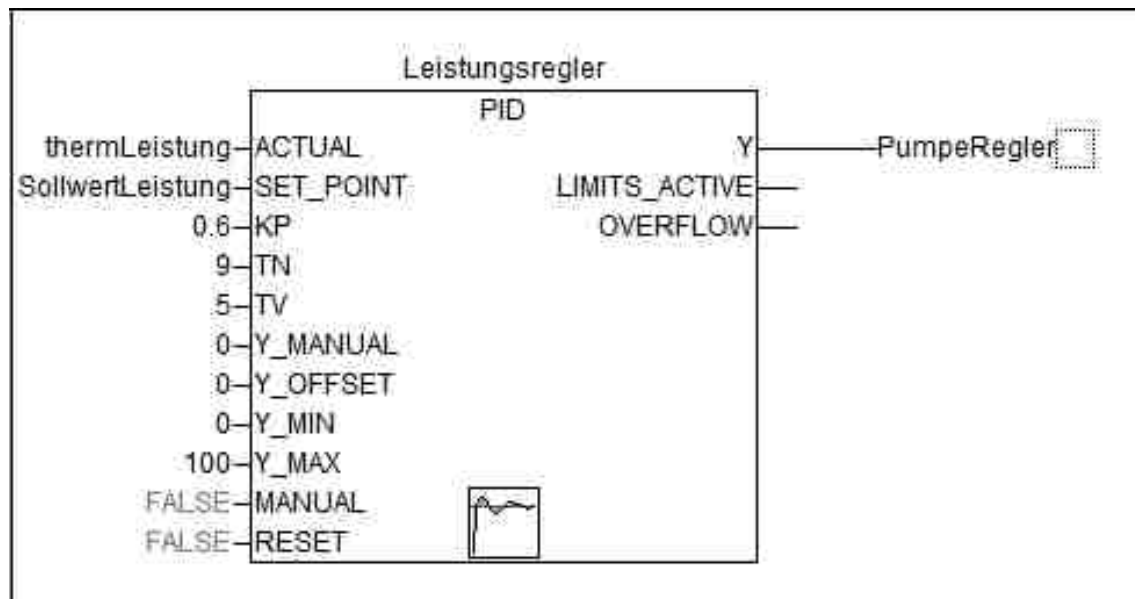 Leistungsregler
PID
thermLeistung ACTUAL Y PumpeRegler
SollwertLeistung SET_POINT LIMITS_ACTIVE
0.6 KP OVERFLOW
9 TN
5 TV
0 Y_MANUAL
0 Y_OFFSET
0 Y_MIN
100 Y_MAX
FALSE MANUAL
FALSE RESET